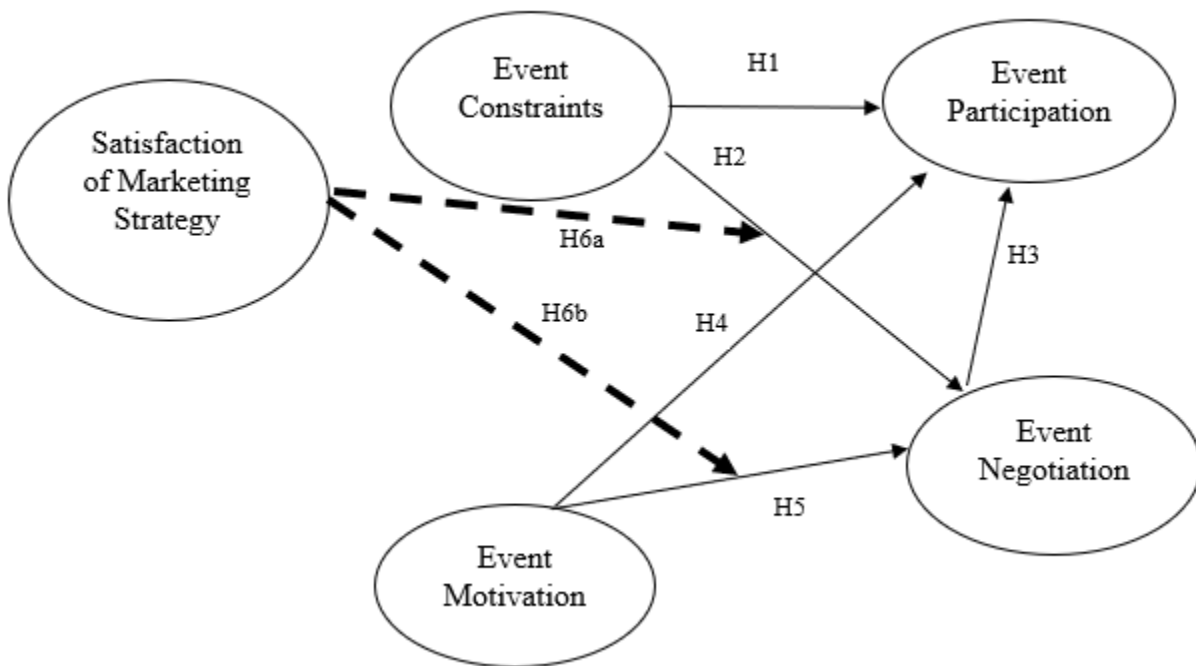 Event
Constraints
H1
Event
Participation
Satisfaction
of Marketing
Strategy
H2
H6a
H3
H6b
H4
Event
Negotiation
H5
Event
Motivation